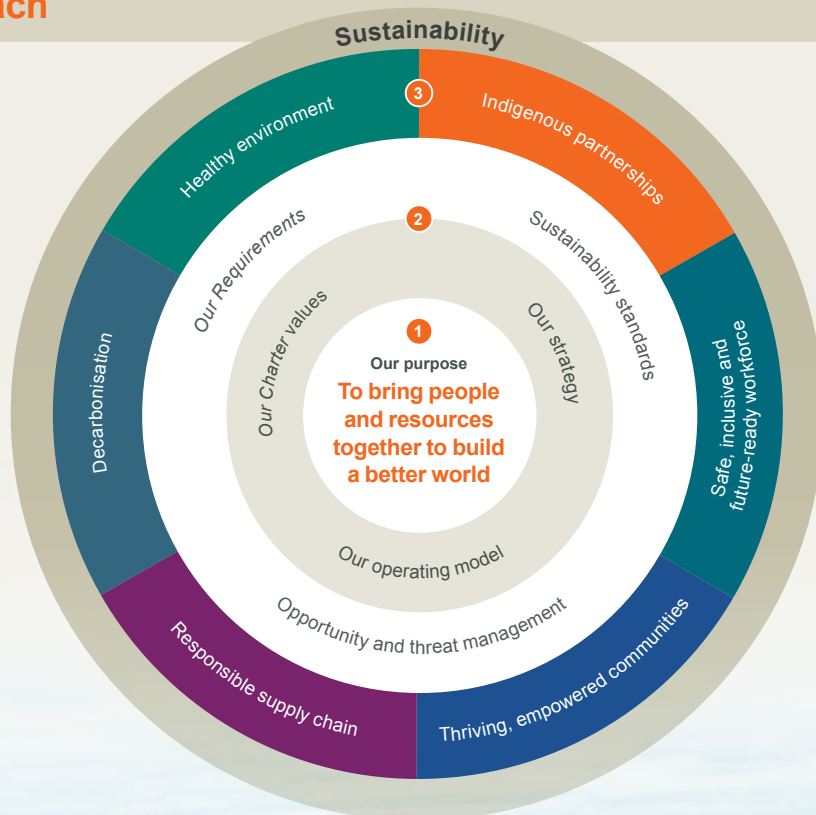 Sustainability
3
Healthy environment
Indigenous partnerships
Decarbonisation
Safe, inclusive and
future-ready workforce
Responsible supply chain
Thriving, empowered communities
2
Our Requirements
Sustainability standards
Opportunity and threat management
Our Charter values
Our strategy
Our operating model
1
Our purpose
To bring people
and resources
together to build
a better world